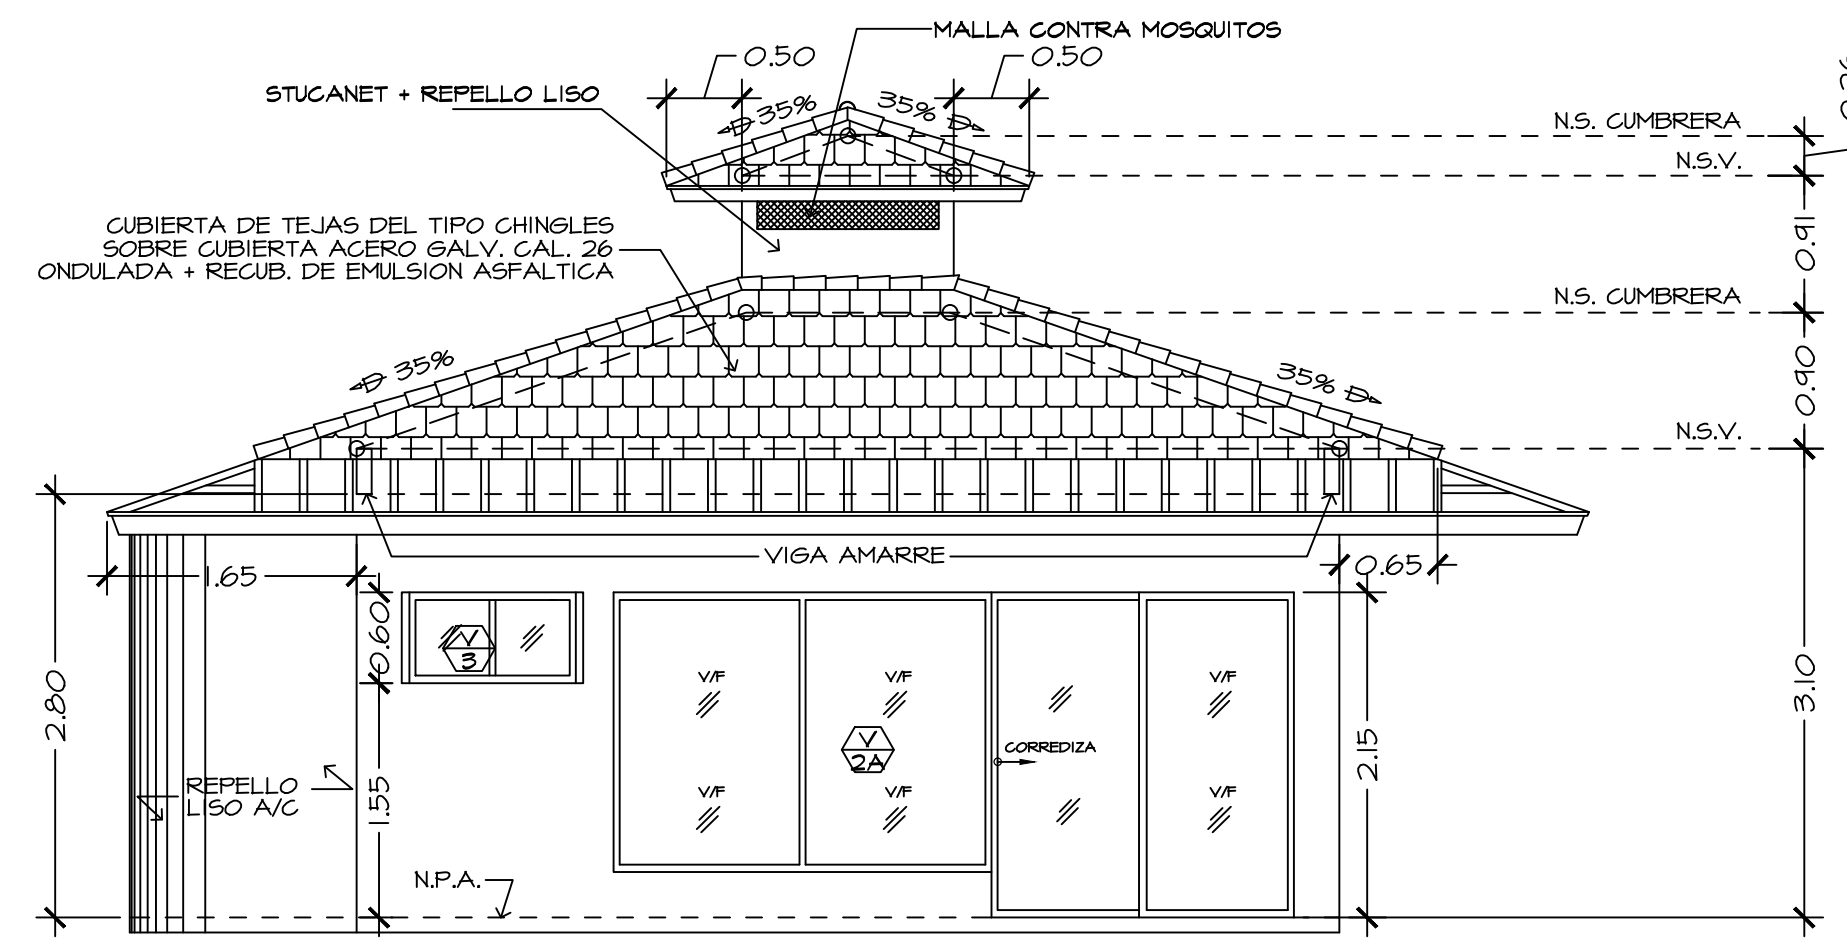 MALLA CONTRA MOSQUITOS
0.50
0.50
STUCANET + REPELLO LISO
35%
35%
N.S. CUMBRERA
N.S.V.
CUBIERTA DE TEJAS DEL TIPO CHINGLES
SOBRE CUBIERTA ACERO GALV. CAL. 26
ONDULADA + RECUB. DE EMULSION ASFALTICA
0.91
N.S. CUMBRERA
35%
35%
0.90
N.S.V.
VIGA AMARRE
1.65
0.65
0.60
V
3
V/F
V/F
V/F
2.80
3.10
V
2A
CORREDIZA
2.15
REPELLO
LISO A/C
1.55
V/F
V/F
V/F
N.P.A.